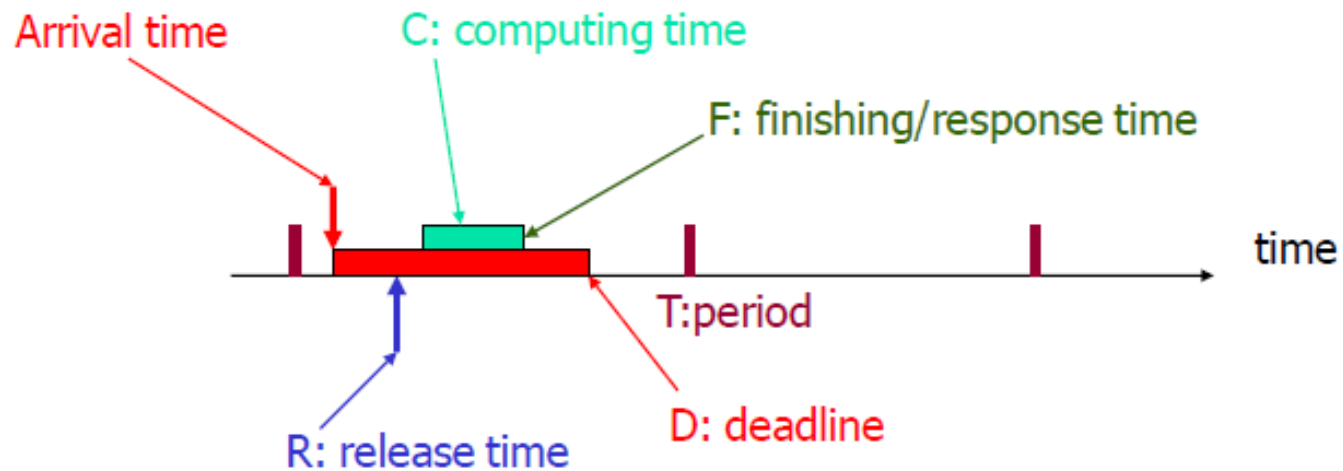 Arrival time
C: computing time
F: finishing/response time
time
T:period
D: deadline
R: release time